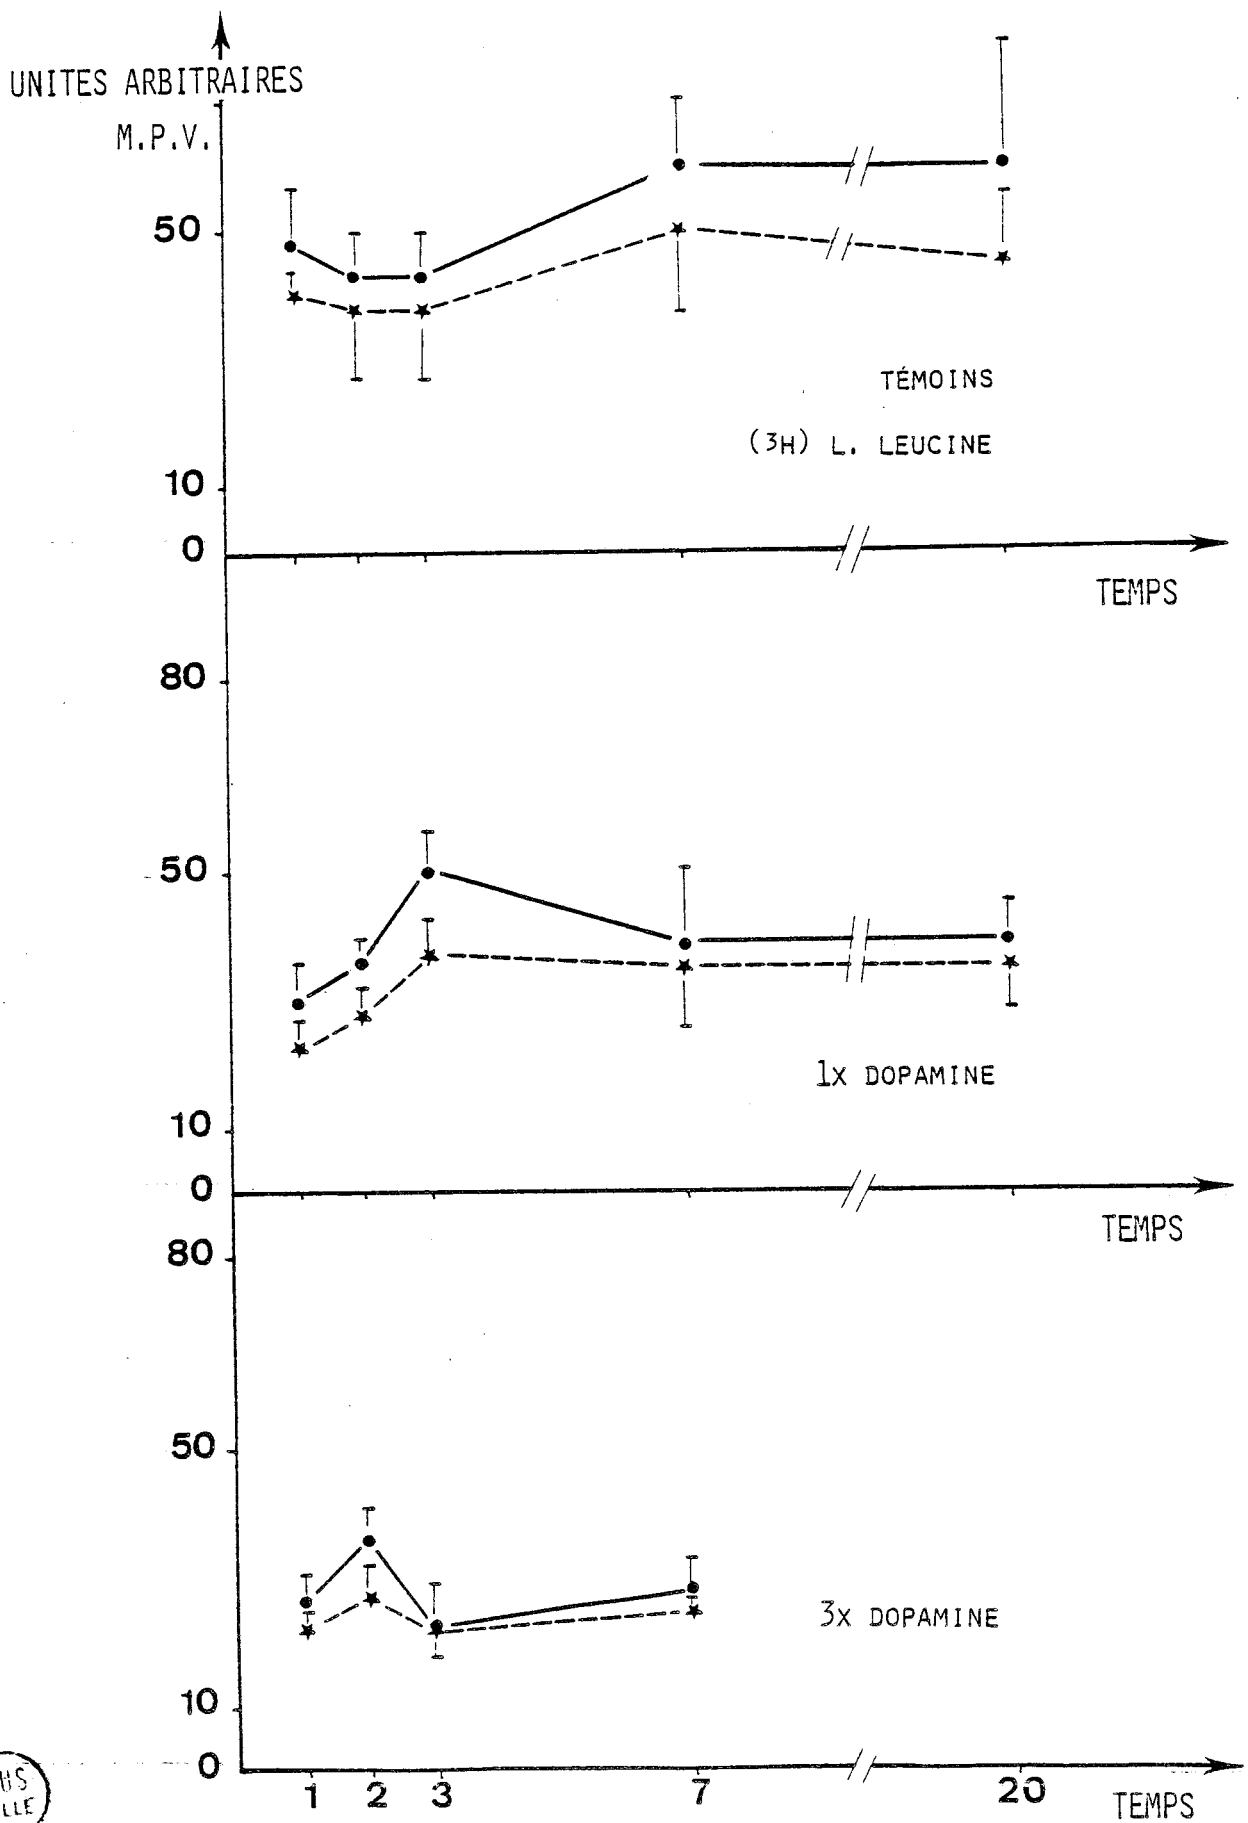 UNITES ARBITRAIRES
M.P.V.
50
TÉMOINS
(3H) L. LEUCINE
10
0
TEMPS
80
50
1x DOPAMINE
10
0
TEMPS
80
50
3x DOPAMINE
10
0
1 2 3 7 20
TEMPS